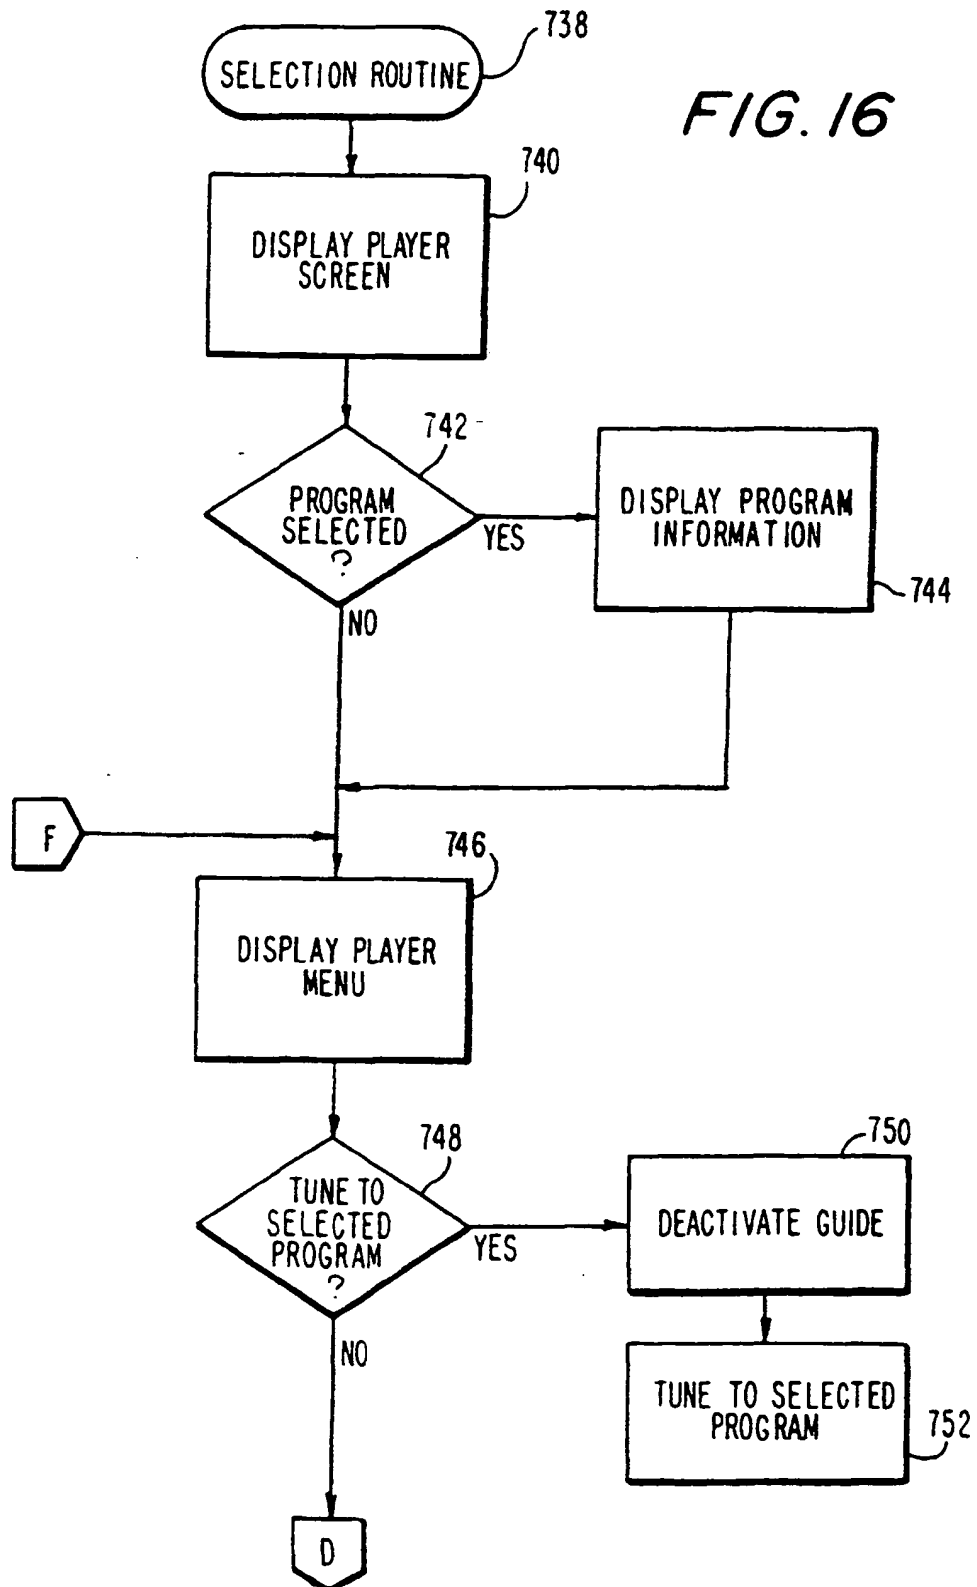 738
SELECTION ROUTINE
FIG. 16
740
DISPLAY PLAYER
SCREEN
742
PROGRAM
SELECTED
?
YES
NO
DISPLAY PROGRAM
INFORMATION
744
F
746
DISPLAY PLAYER
MENU
748
TUNE TO
SELECTED
PROGRAM
?
YES
NO
750
DEACTIVATE GUIDE
TUNE TO SELECTED
PROGRAM
752
D